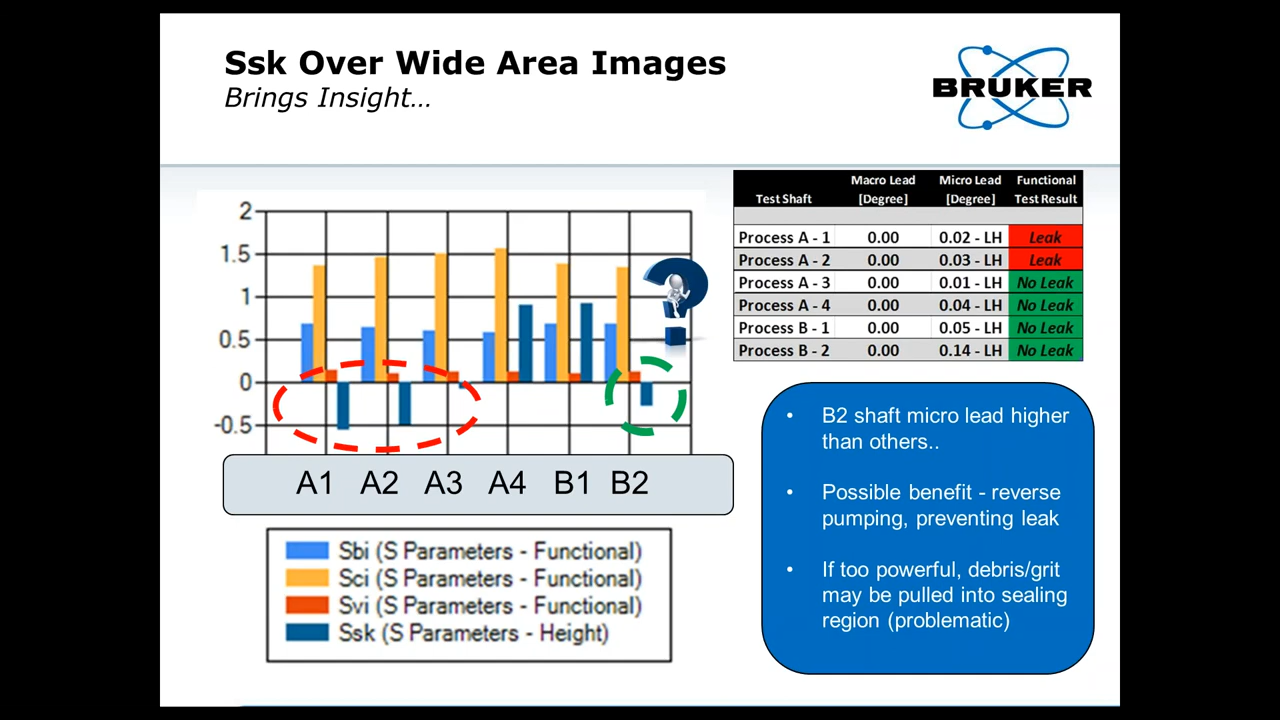 Ssk Over Wide Area Images
Brings Insight…
BRUKER
2
1.5
1
0.5
0
-0.5
A1 A2 A3 A4 B1 B2
Sbi (S Parameters - Functional)
Sci (S Parameters - Functional)
Svi (S Parameters - Functional)
Ssk (S Parameters - Height)
Macro Lead Micro Lead Functional
Test Shaft [Degree] [Degree] Test Result
Process A - 1 0.00 0.02 - LH Leak
Process A - 2 0.00 0.03 - LH Leak
Process A - 3 0.00 0.01 - LH No Leak
Process A - 4 0.00 0.04 - LH No Leak
Process B - 1 0.00 0.05 - LH No Leak
Process B - 2 0.00 0.14 - LH No Leak
• B2 shaft micro lead higher
than others..
• Possible benefit - reverse
pumping, preventing leak
• If too powerful, debris/grit
may be pulled into sealing
region (problematic)